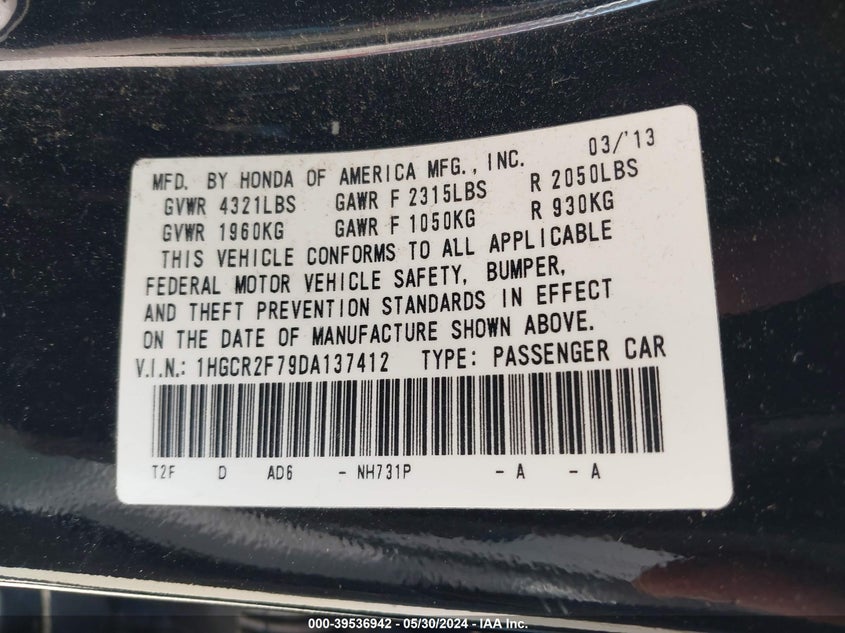 03/'13
MFD. BY HONDA OF AMERICA MFG., INC.
GVWR 4321LBS GAWR F 2315LBS R 2050LBS
GVWR 1960KG GAWR F 1050KG R 930KG
THIS VEHICLE CONFORMS TO ALL APPLICABLE
FEDERAL MOTOR VEHICLE SAFETY, BUMPER,
AND THEFT PREVENTION STANDARDS IN EFFECT
ON THE DATE OF MANUFACTURE SHOWN ABOVE.
V.I.N.: 1HGCR2F79DA137412 TYPE: PASSENGER CAR
T2F D AD6 - NH731P - A - A
000-39536942 - 05/30/2024 - IAA Inc.